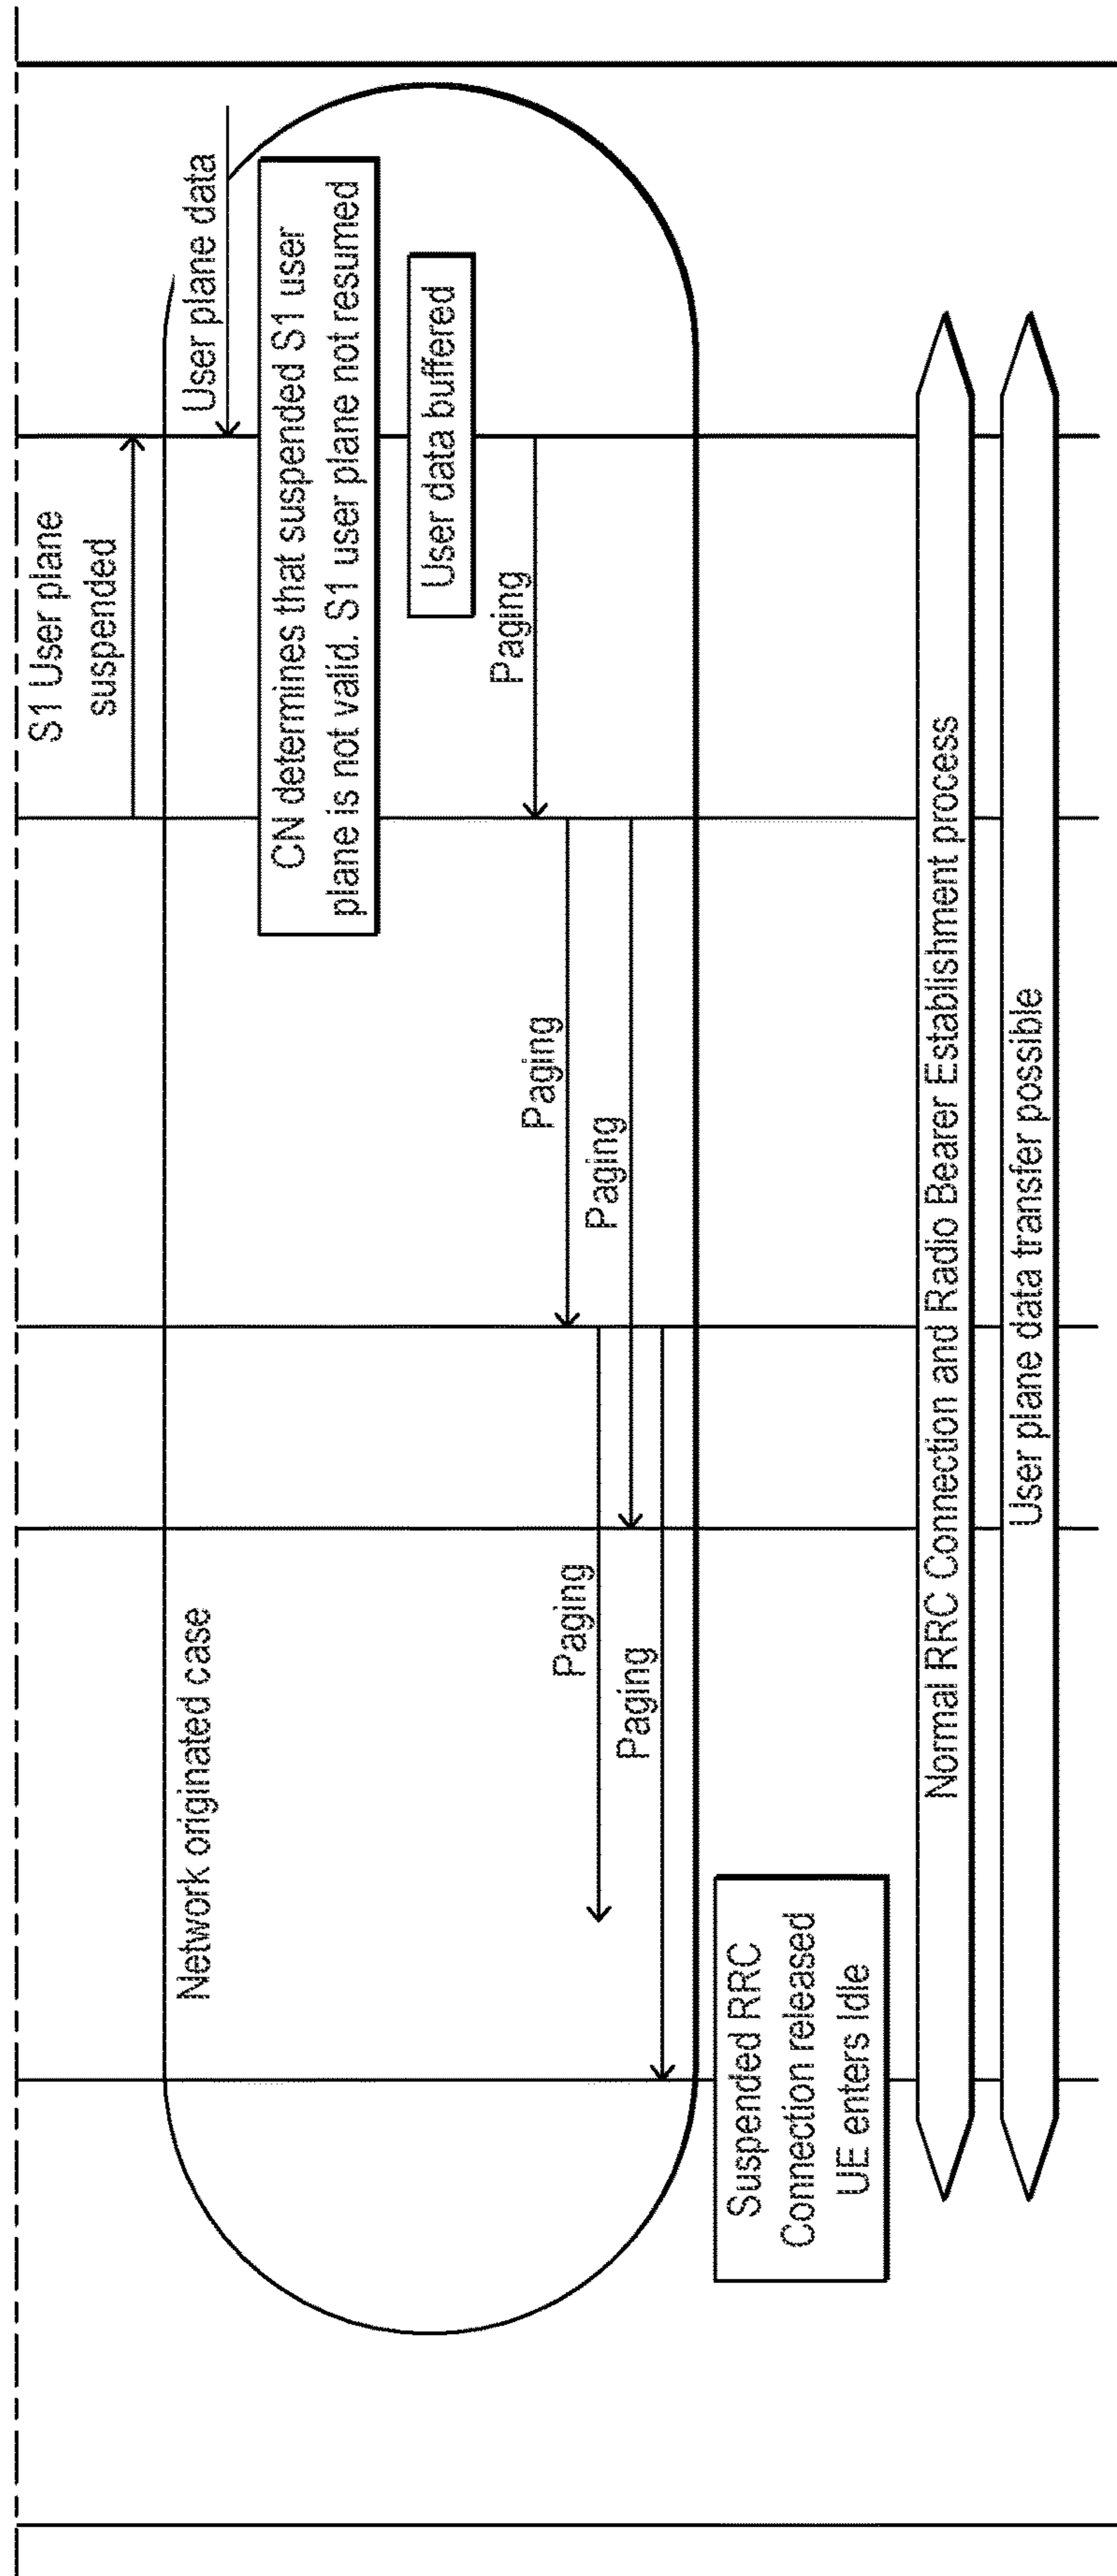 S1 User plane
suspended
User plane data
Network originated case
CN determines that suspended S1 user
plane is not valid. S1 user plane not resumed
User data buffered
Paging
Paging
Paging
Paging
Paging
Suspended RRC
Connection released
UE enters Idle
Normal RRC Connection and Radio Bearer Establishment process
User plane data transfer possible